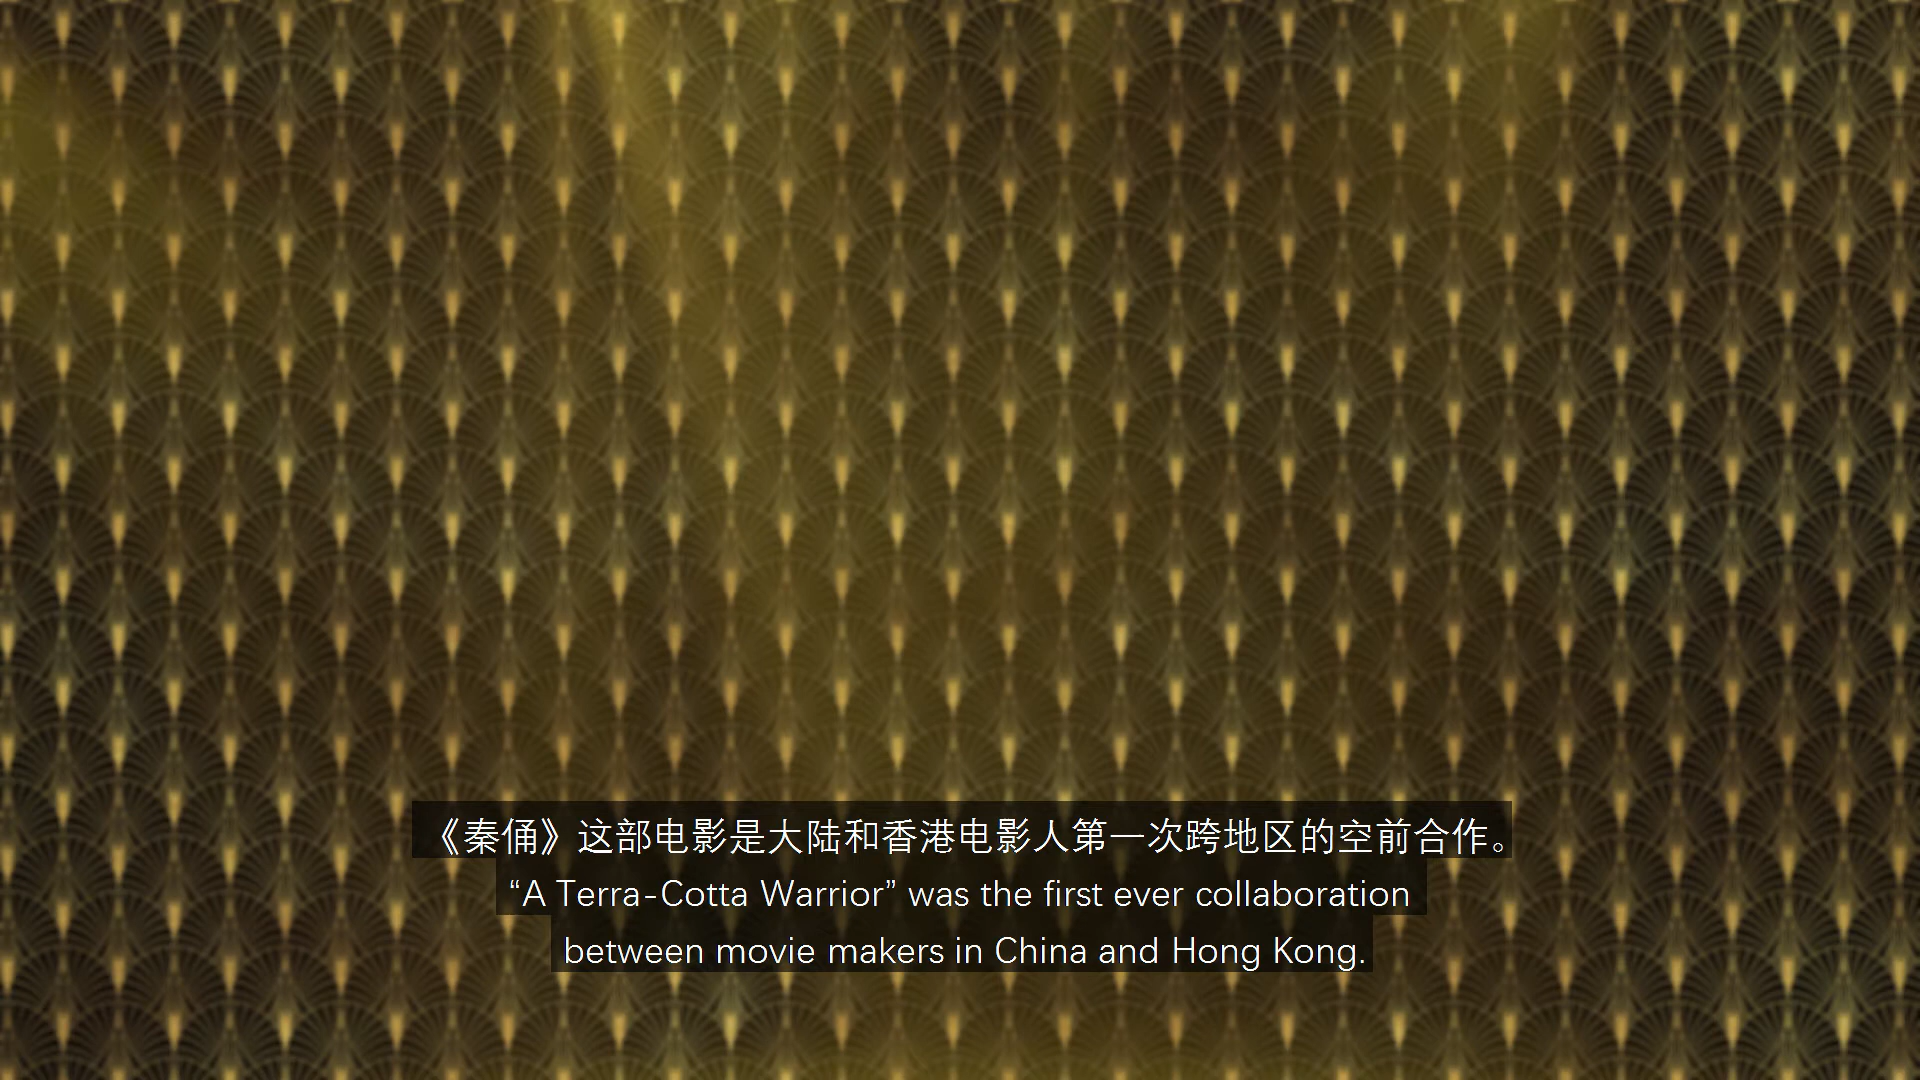 《秦俑》这部电影是大陆和香港电影人第一次跨地区的空前合作。
“A Terra-Cotta Warrior” was the first ever collaboration
between movie makers in China and Hong Kong.